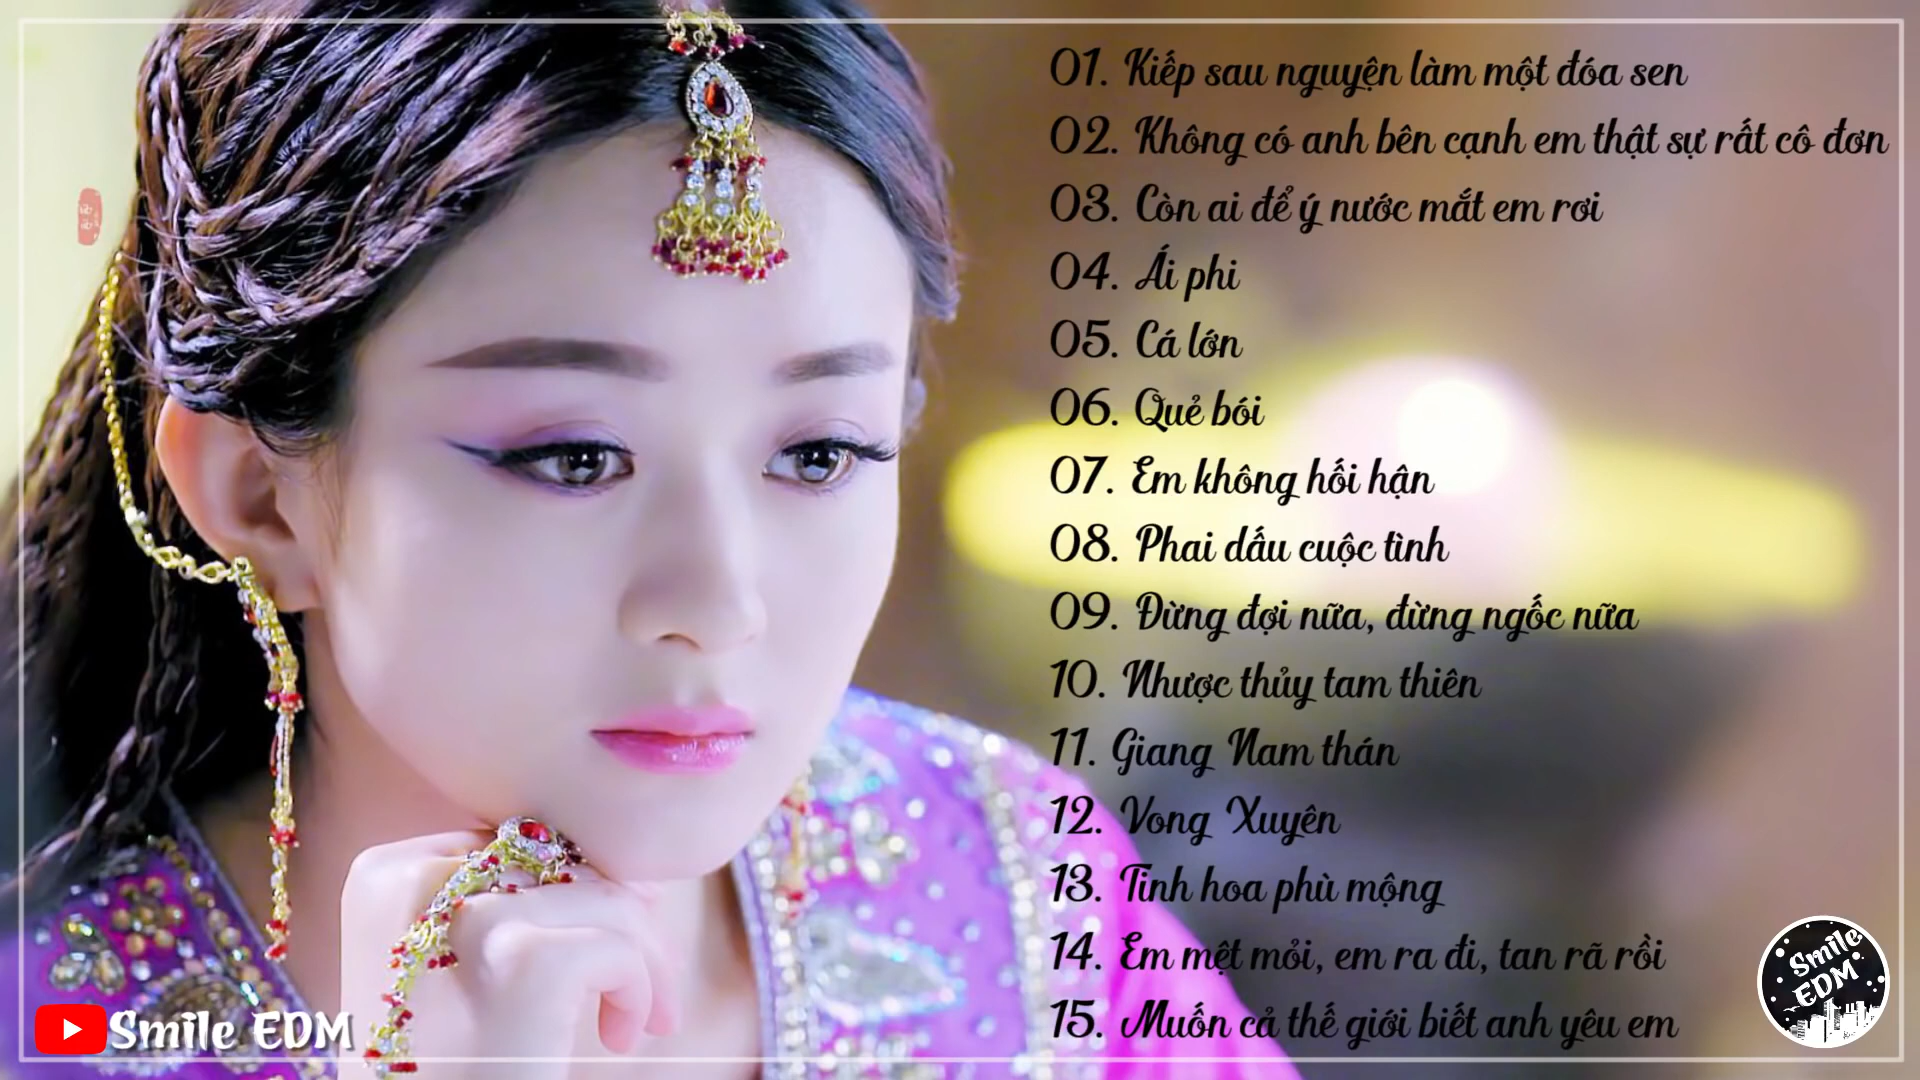 01. Kiếp sau nguyện làm một đóa sen
02. Không có anh bên cạnh em thật sự rất cô đơn
03. Còn ai để ý nước mắt em rơi
04. Ái phi
05. Cá lớn
06. Quẻ bói
07. Em không hối hận
08. Phai dấu cuộc tình
09. Đừng đợi nữa, đừng ngốc nữa
10. Nhược thủy tam thiên
11. Giang Nam thán
12. Vong Xuyên
13. Tinh hoa phù mộng
14. Em mệt mỏi, em ra đi, tan rã rồi
15. Muốn cả thế giới biết anh yêu em
Smile EDM
Smile
EDM